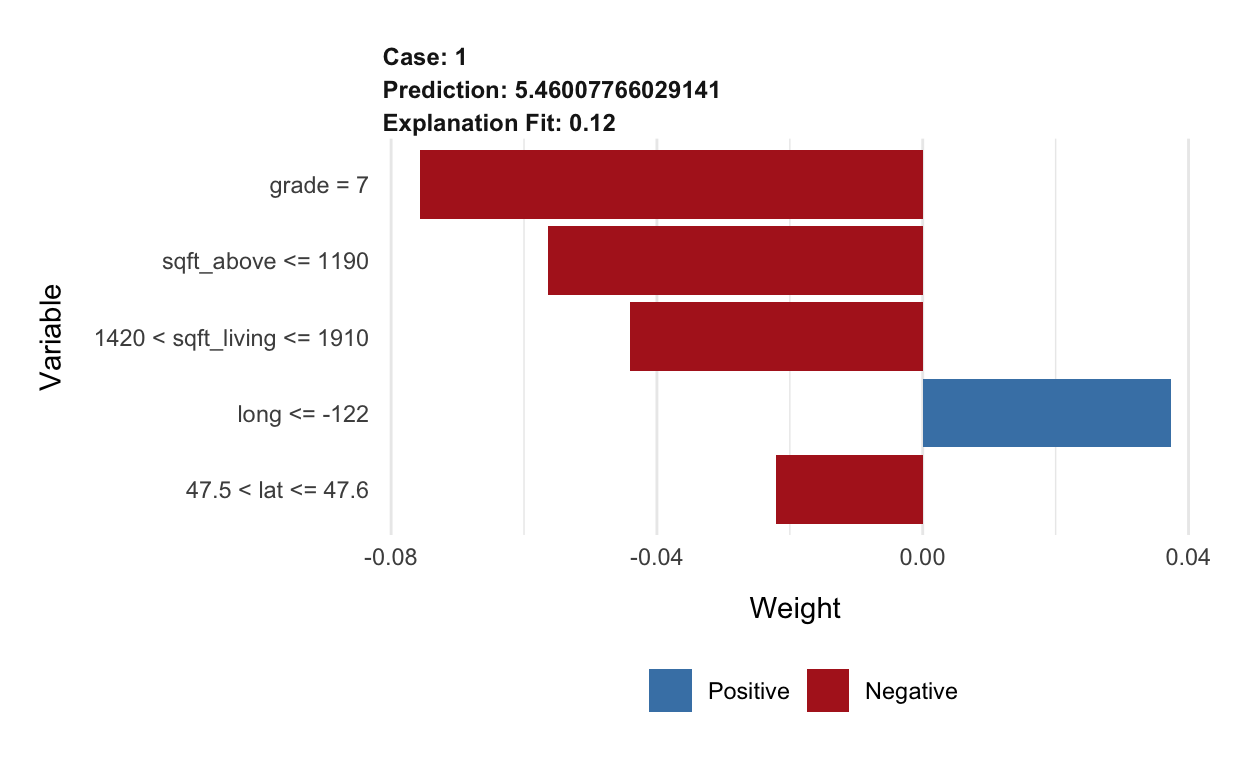 Case: 1
Prediction: 5.46007766029141
Explanation Fit: 0.12
Variable
grade = 7
sqft_above <= 1190
1420 < sqft_living <= 1910
long <= -122
47.5 < lat <= 47.6
-0.08 -0.04 0.00 0.04
Weight
Positive Negative